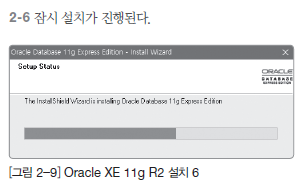 2-6 잠시 설치가 진행된다.
Oracle Database 11g Express Edition - Install Wizard
Setup Status
ORACLE
DATABASE
EXPRESS EDITION
The InstallShield Wizard is installing Oracle Database 11g Express Edition
[그림 2-9] Oracle XE 11g R2 설치 6